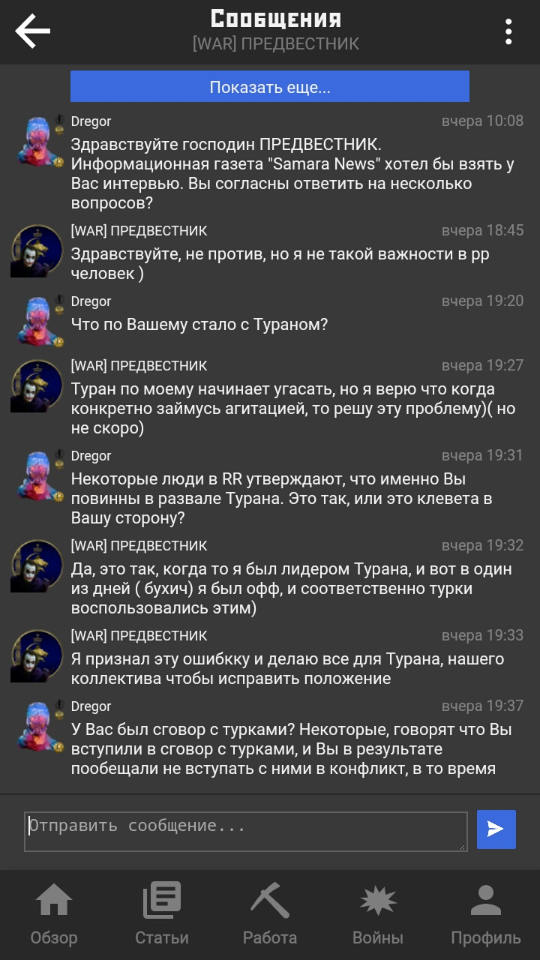 Сообщения
[WAR] ПРЕДВЕСТНИК
Показать еще...
Dregor вчера 10:08
Здравствуйте господин ПРЕДВЕСТНИК.
Информационная газета "Samara News" хотел бы взять у
Вас интервью. Вы согласны ответить на несколько
вопросов?
[WAR] ПРЕДВЕСТНИК вчера 18:45
Здравствуйте, не против, но я не такой важности в рр
человек )
Dregor вчера 19:20
Что по Вашему стало с Тураном?
[WAR] ПРЕДВЕСТНИК вчера 19:27
Туран по моему начинает угасать, но я верю что когда
конкретно займусь агитацией, то решу эту проблему)( но
не скоро)
Dregor вчера 19:31
Некоторые люди в RR утверждают, что именно Вы
повинны в развале Турана. Это так, или это клевета в
Вашу сторону?
[WAR] ПРЕДВЕСТНИК вчера 19:32
Да, это так, когда то я был лидером Турана, и вот в один
из дней ( бухич) я был офф, и соответственно турки
воспользовались этим)
[WAR] ПРЕДВЕСТНИК вчера 19:33
Я признал эту ошибкку и делаю все для Турана, нашего
коллектива чтобы исправить положение
Dregor вчера 19:37
У Вас был сговор с турками? Некоторые, говорят что Вы
вступили в сговор с турками, и Вы в результате
пообещали не вступать с ними в конфликт, в то время
Отправить сообщение...
Обзор Статьи Работа Войны Профиль